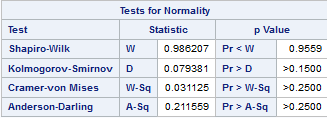 Tests for Normality
Test Statistic p Value
Shapiro-Wilk W 0.986207 Pr < W 0.9559
Kolmogorov-Smirnov D 0.079381 Pr > D >0.1500
Cramer-von Mises W-Sq 0.031125 Pr > W-Sq >0.2500
Anderson-Darling A-Sq 0.211559 Pr > A-Sq >0.2500